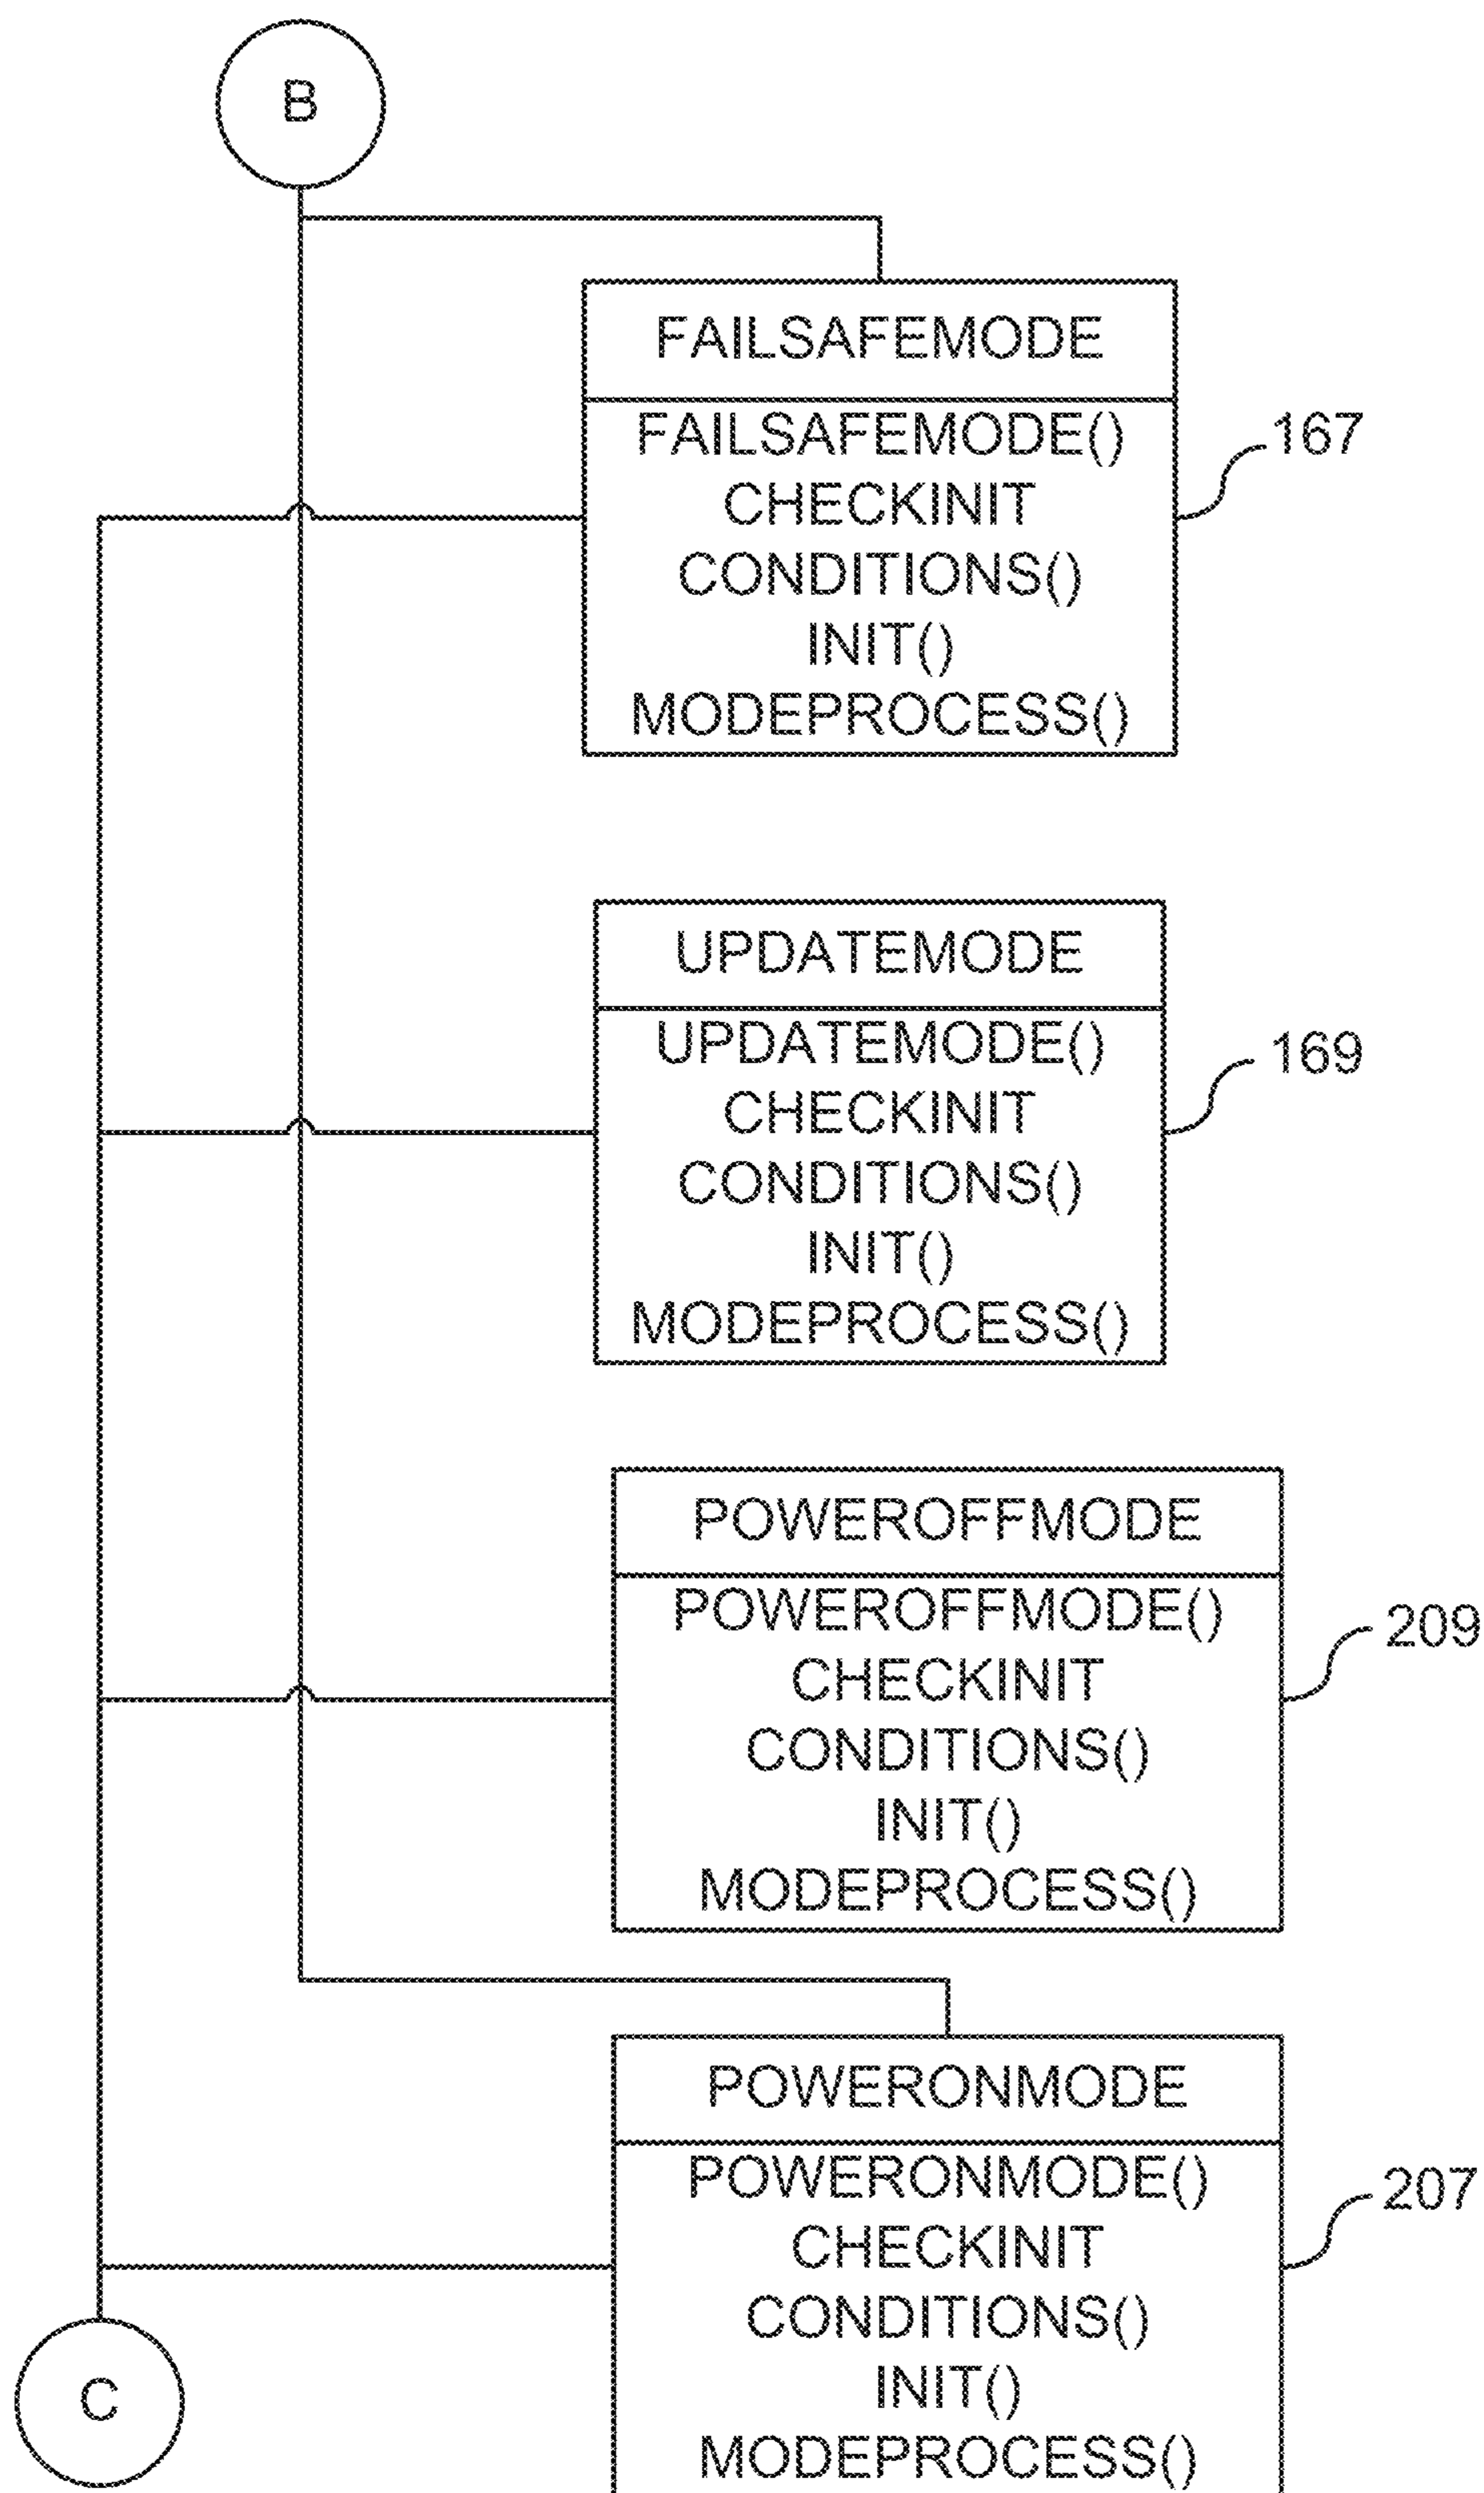 B
FAILSAFEMODE
FAILSAFEMODE()
CHECKINIT
CONDITIONS()
INIT()
MODEPROCESS()
167
UPDATEMODE
UPDATEMODE()
CHECKINIT
CONDITIONS()
INIT()
MODEPROCESS()
169
POWEROFFMODE
POWEROFFMODE()
CHECKINIT
CONDITIONS()
INIT()
MODEPROCESS()
209
POWERONMODE
POWERONMODE()
CHECKINIT
CONDITIONS()
INIT()
MODEPROCESS()
207
C